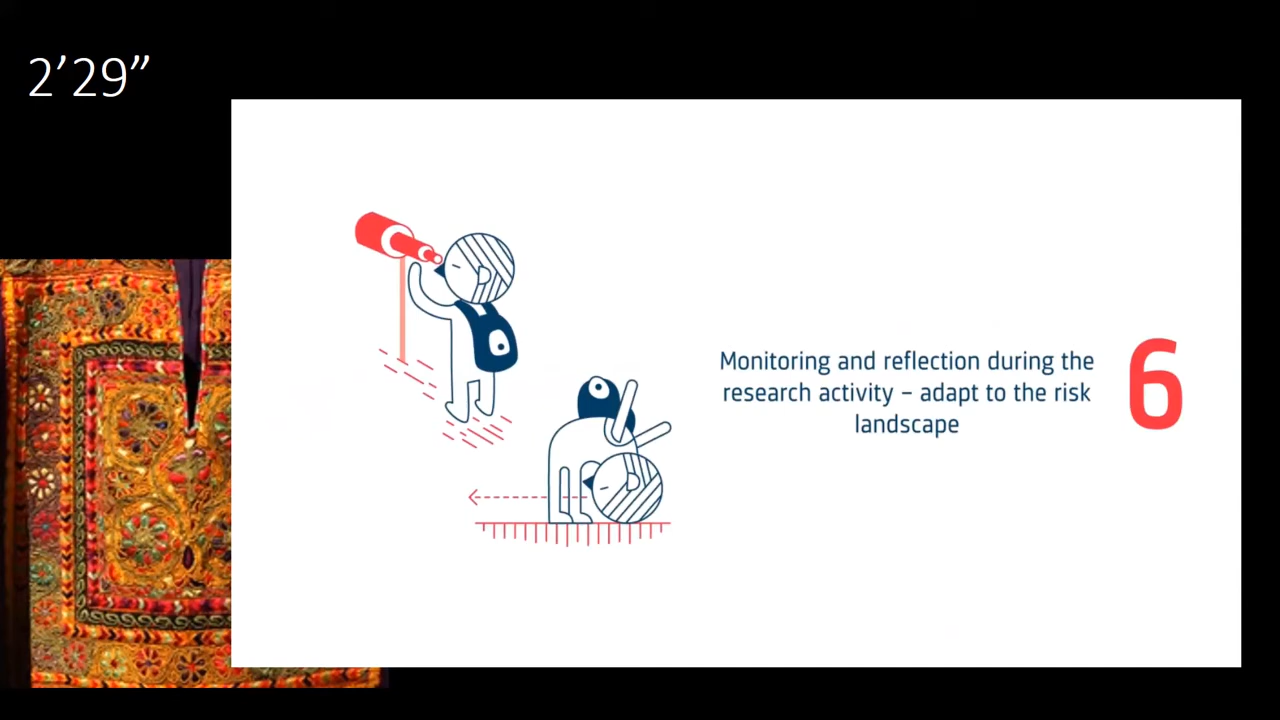 2’29”
Monitoring and reflection during the
research activity – adapt to the risk
landscape
6